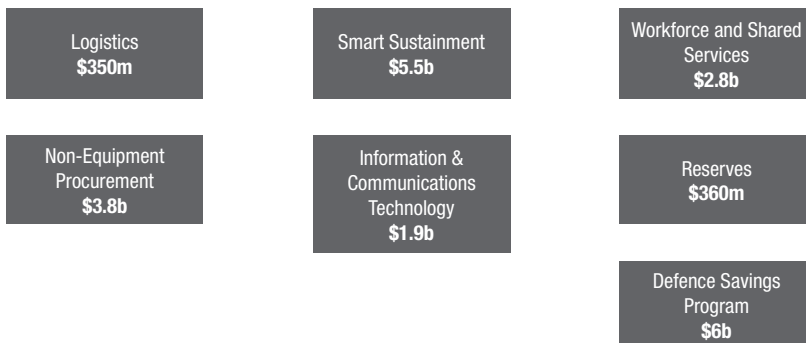 Logistics
$350m
Smart Sustainment
$5.5b
Workforce and Shared
Services
$2.8b
Non-Equipment
Procurement
$3.8b
Information &
Communications
Technology
$1.9b
Reserves
$360m
Defence Savings
Program
$6b